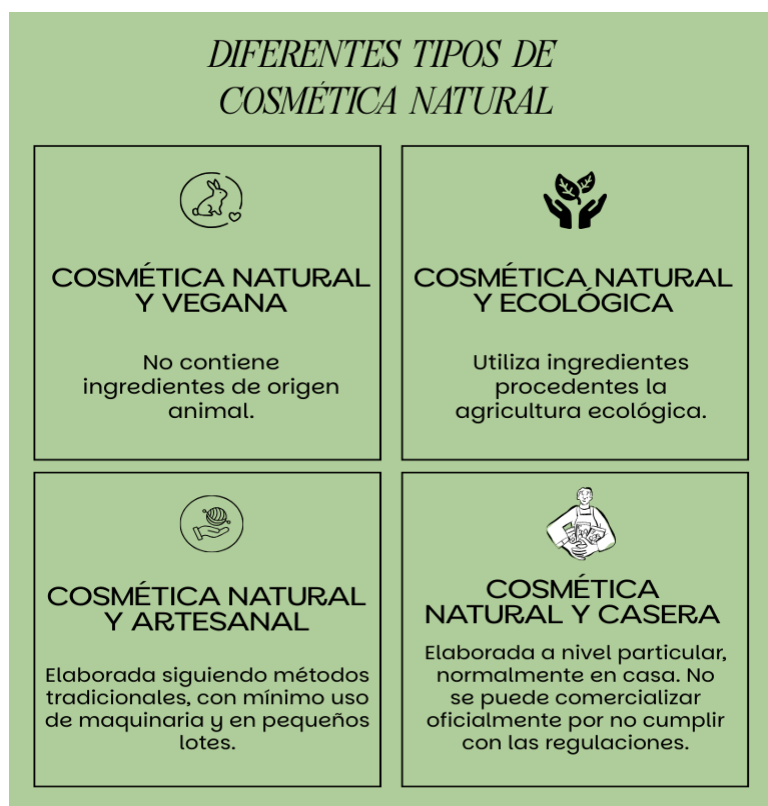 DIFERENTES TIPOS DE
COSMÉTICA NATURAL
COSMÉTICA NATURAL
Y VEGANA
No contiene
ingredientes de origen
animal.
COSMÉTICA NATURAL
Y ECOLÓGICA
Utiliza ingredientes
procedentes la
agricultura ecológica.
COSMÉTICA NATURAL
Y ARTESANAL
Elaborada siguiendo métodos
tradicionales, con mínimo uso
de maquinaria y en pequeños
lotes.
COSMÉTICA
NATURAL Y CASERA
Elaborada a nivel particular,
normalmente en casa. No
se puede comercializar
oficialmente por no cumplir
con las regulaciones.